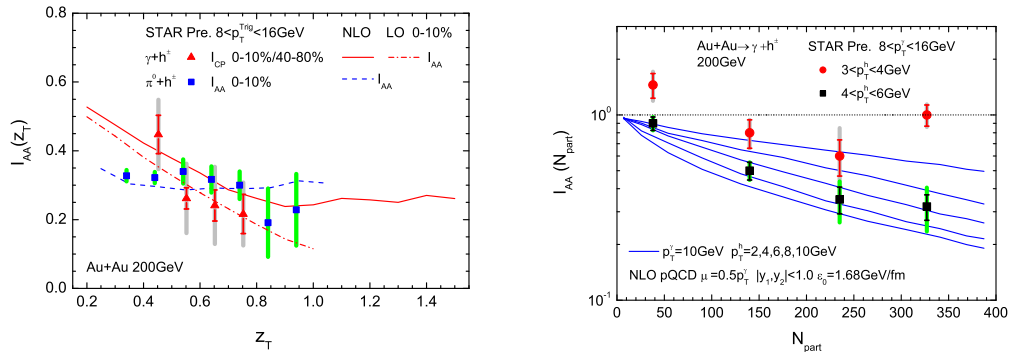 STAR Pre. 8<p_T^Trig<16GeV NLO LO 0-10%
γ+h± I_CP 0-10%/40-80% I_AA
π⁰+h± I_AA 0-10% I_AA
I_AA(z_T)
0.8
0.6
0.4
0.2
0.0
Au+Au 200GeV
0.2 0.4 0.6 0.8 1.0 1.2 1.4
z_T
Au+Au→γ+h±
200GeV
STAR Pre. 8<p_T^γ<16GeV
3<p_T^h<4GeV
4<p_T^h<6GeV
I_AA (N_part)
10⁰
10⁻¹
p_T^γ=10GeV p_T^h=2,4,6,8,10GeV
NLO pQCD μ=0.5p_T^γ |y₁,y₂|<1.0 ε₀=1.68GeV/fm
0 50 100 150 200 250 300 350 400
N_part